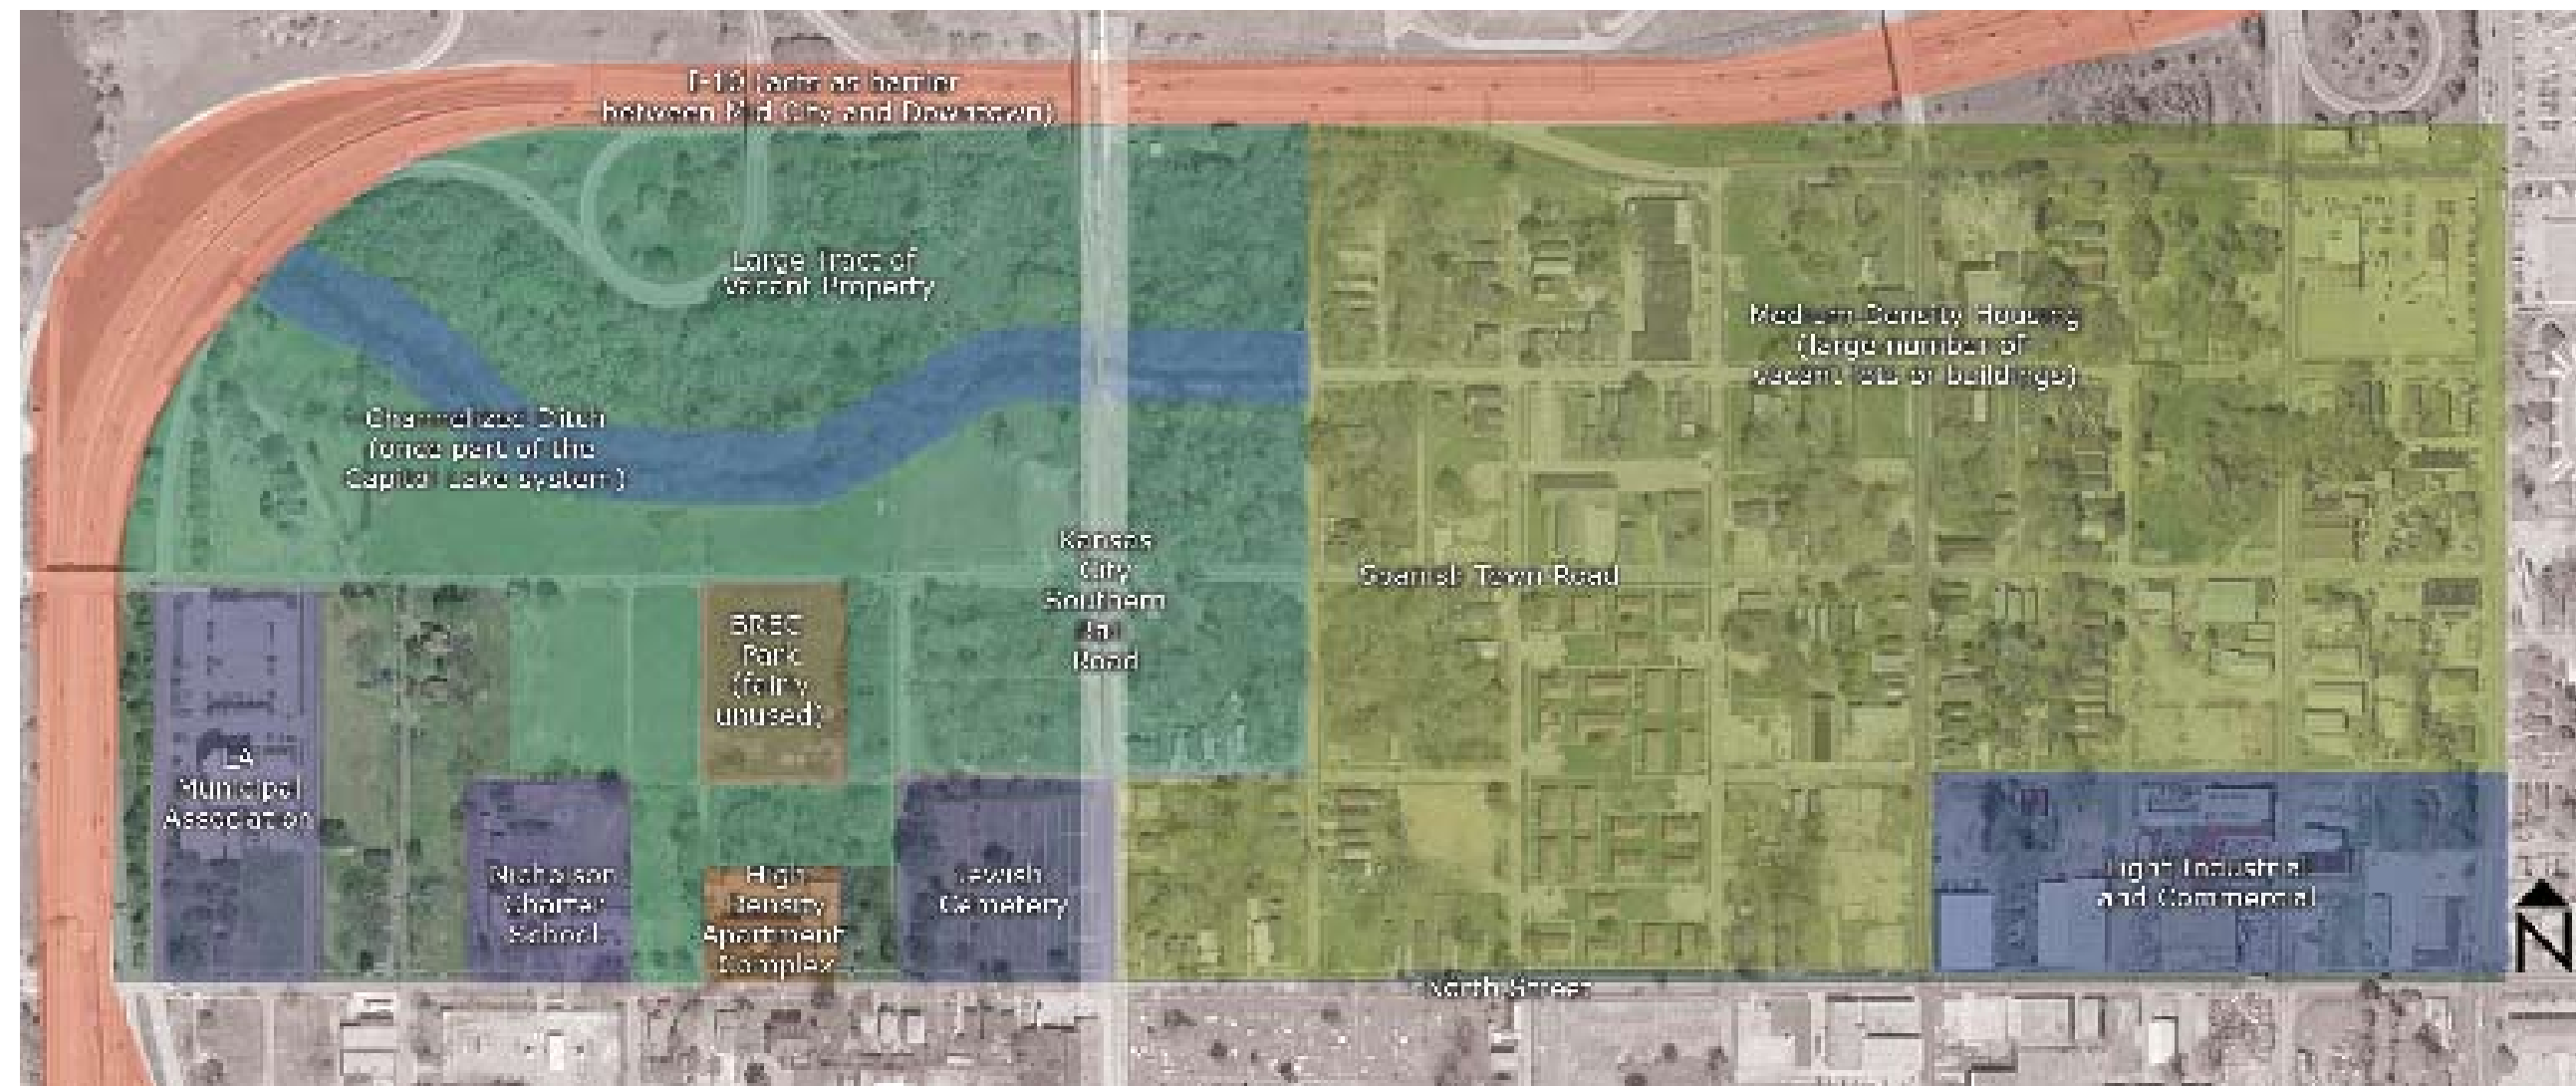 I-10 (acts as barrier
between Mid City and Downtown)
Large Tract of
Vacant Property
Medium Density Housing
(large number of
vacant lots or buildings)
Channelized Ditch
(once part of the
Capitol Lake system)
Kansas
City
Southern
Rail
Road
Spanish Town Road
BREC
Park
(fairly
unused)
LA
Municipal
Association
Nicholson
Charter
School
High
Density
Apartment
Complex
Jewish
Cemetery
Light Industrial
and Commercial
North Street
N